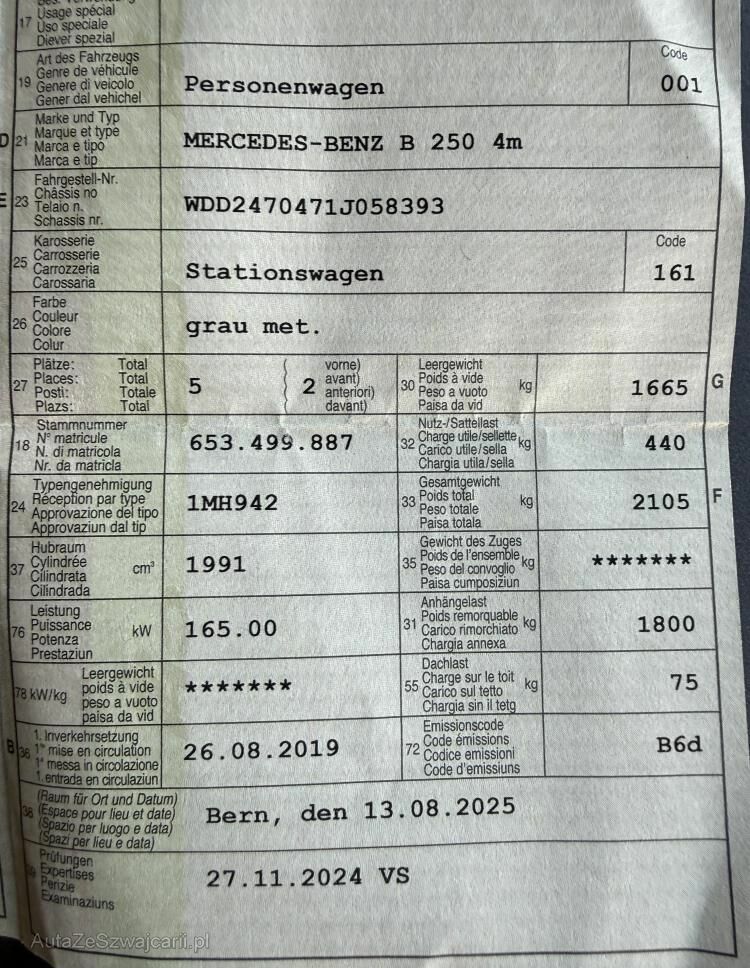 17 Usage spécial
Uso speciale
Diever spezial
Code
19 Art des Fahrzeugs
Genre de véhicule
Genere di veicolo
Gener dal vehichel
Personenwagen 001
D 21 Marke und Typ
Marque et type
Marca e tipo
Marca e tip
MERCEDES-BENZ B 250 4m
E 23 Fahrgestell-Nr.
Châssis no
Telaio n.
Schassis nr.
WDD2470471J058393
25 Karosserie
Carrosserie
Carrozzeria
Carossaria
Code
Stationswagen 161
26 Farbe
Couleur
Colore
Colur
grau met.
27 Plätze: Total
Places: Total
Posti: Totale
Plazs: Total
5 ( 2 vorne)
avant)
anteriori)
davant)
30 Leergewicht
Poids à vide kg
Peso a vuoto
Paisa da vid
1665 G
18 Stammnummer
N° matricule
N. di matricola
Nr. da matricla
653.499.887
32 Nutz-/Sattellast
Charge utile/sellette kg
Carico utile/sella
Chargia utila/sella
440
24 Typengenehmigung
Réception par type
Approvazione del tipo
Approvaziun dal tip
1MH942
33 Gesamtgewicht
Poids total kg
Peso totale
Paisa totala
2105 F
37 Hubraum
Cylindrée
Cilindrata cm³
Cilindrada
1991
35 Gewicht des Zuges
Poids de l'ensemble kg
Peso del convoglio
Paisa cumposiziun
*******
76 Leistung
Puissance
Potenza kW
Prestaziun
165.00
31 Anhängelast
Poids remorquable
Carico rimorchiato kg
Chargia annexa
1800
78 kW/kg Leergewicht
poids à vide
peso a vuoto
paisa da vid
*******
55 Dachlast
Charge sur le toit
Carico sul tetto kg
Chargia sin il tetg
75
B 36 1. Inverkehrsetzung
1re mise en circulation
1a messa in circolazione
1. entrada en circulaziun
26.08.2019
72 Emissionscode
Code émissions
Codice emissioni
Code d'emissiuns
B6d
38 (Raum für Ort und Datum)
(Espace pour lieu et date)
(Spazio per luogo e data)
(Spazi per lieu e data)
Bern, den 13.08.2025
39 Prüfungen
Expertises
Perizie
Examinaziuns
27.11.2024 VS
AutaZeSzwajcarii.pl